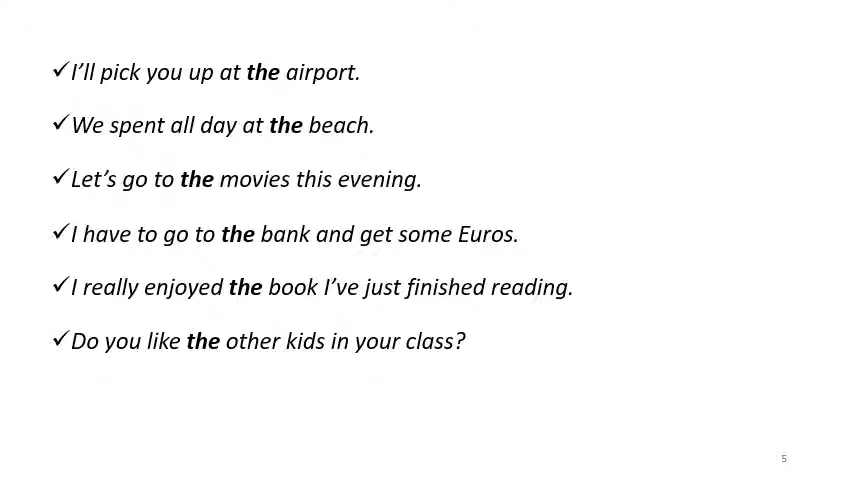 ✓I’ll pick you up at the airport.
✓We spent all day at the beach.
✓Let’s go to the movies this evening.
✓I have to go to the bank and get some Euros.
✓I really enjoyed the book I’ve just finished reading.
✓Do you like the other kids in your class?
5